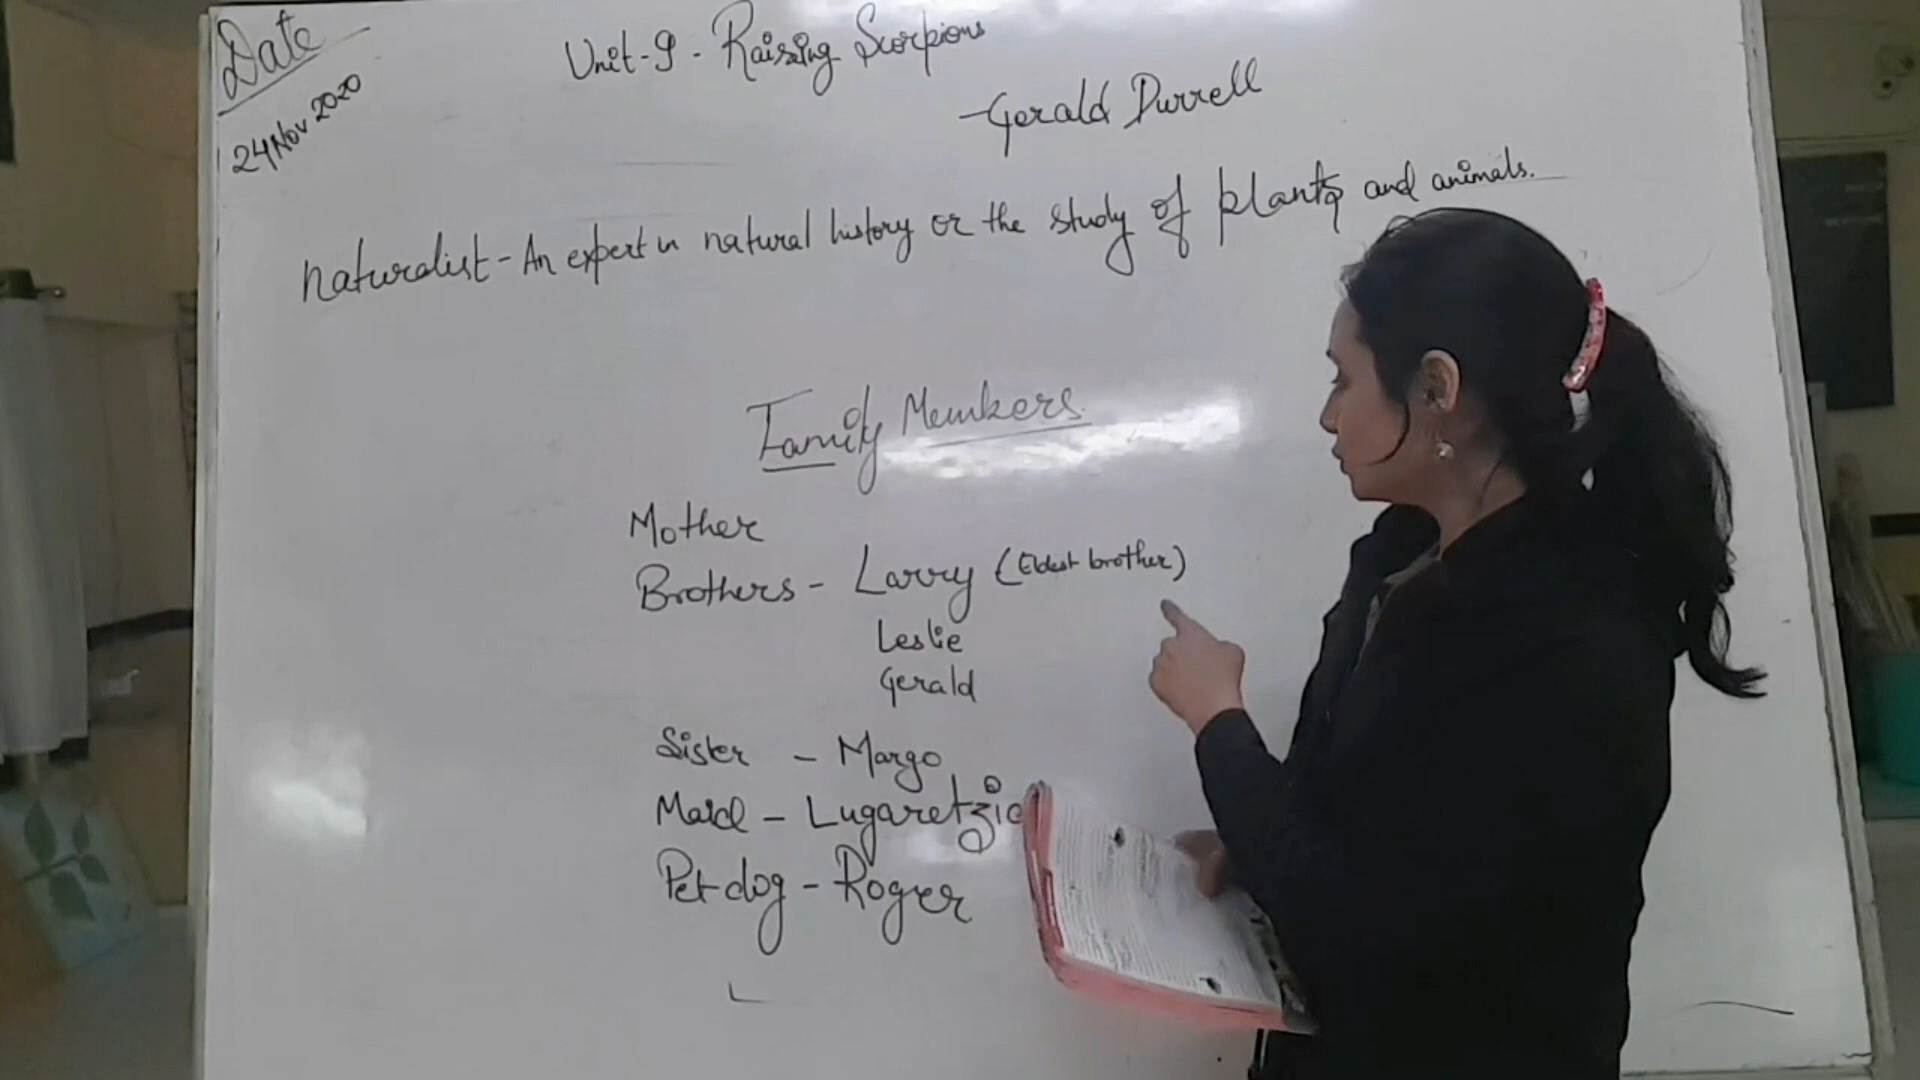 Date
24 Nov 2020
Unit-9 - Raising Scorpions
-Gerald Durrell
Naturalist - An expert in natural history or the study of plants and animals.
Family Members
Mother
Brothers - Larry (Eldest brother)
Leslie
Gerald
Sister - Margo
Maid - Lugaretzia
Pet dog - Roger